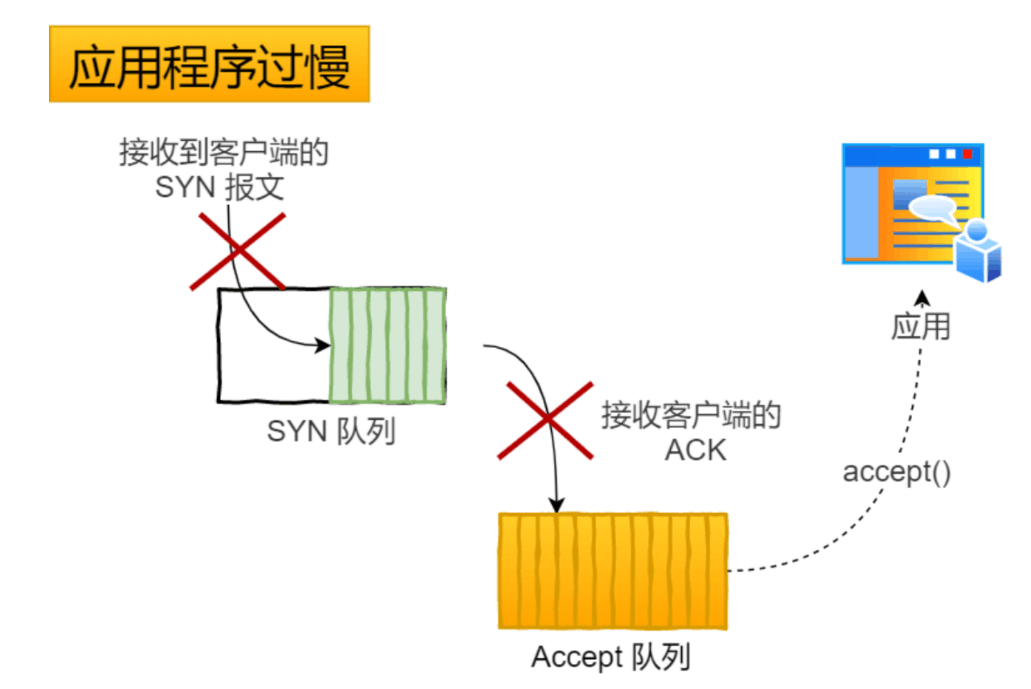 应用程序过慢
接收到客户端的
SYN 报文
SYN 队列
应用
接收客户端的
ACK
accept()
Accept 队列